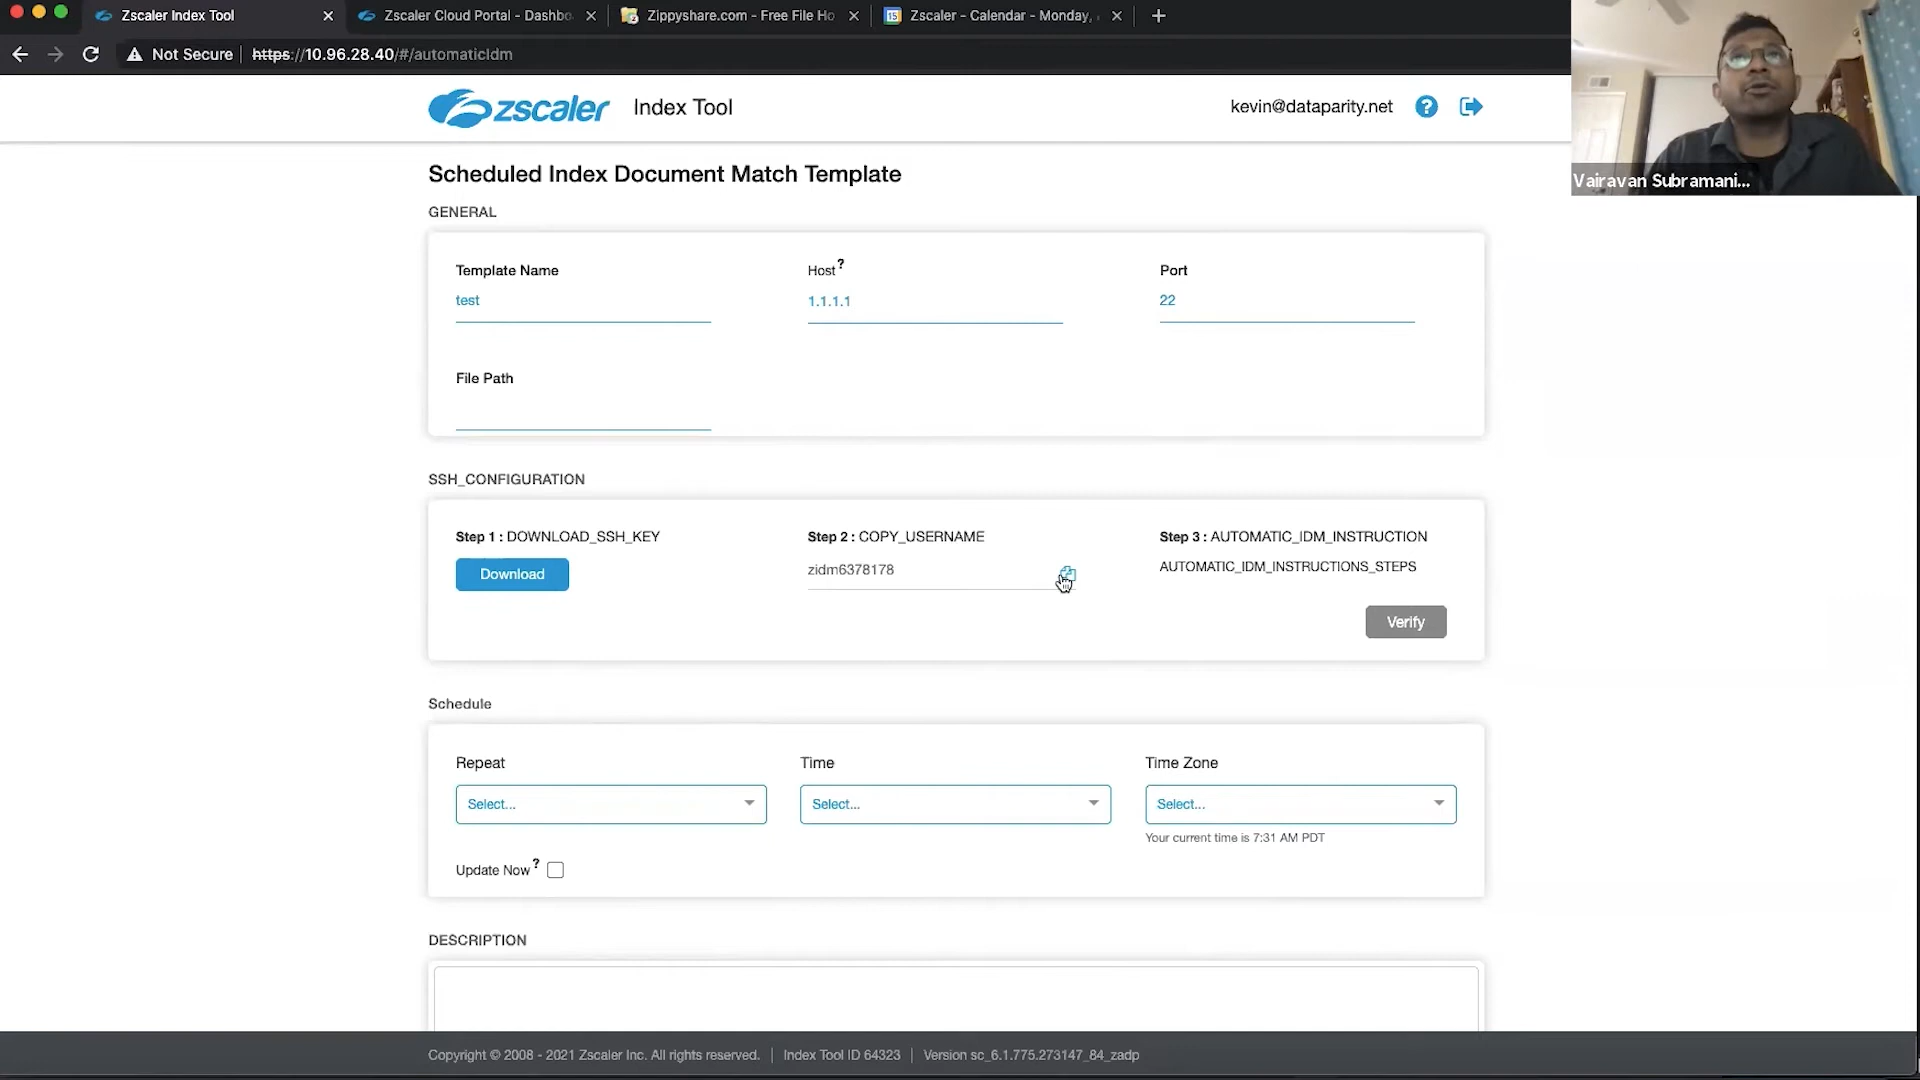 Zscaler Index Tool
Zscaler Cloud Portal - Dashbo
Zippyshare.com - Free File Ho
Zscaler - Calendar - Monday,
Not Secure
https://10.96.28.40/#/automaticIdm
zscaler Index Tool
kevin@dataparity.net
?
Vairavan Subramani...
Scheduled Index Document Match Template
GENERAL
Template Name
Host ?
Port
test
1.1.1.1
22
File Path
SSH_CONFIGURATION
Step 1 : DOWNLOAD_SSH_KEY
Step 2 : COPY_USERNAME
Step 3 : AUTOMATIC_IDM_INSTRUCTION
Download
zidm6378178
AUTOMATIC_IDM_INSTRUCTIONS_STEPS
Verify
Schedule
Repeat
Time
Time Zone
Select...
Select...
Select...
Your current time is 7:31 AM PDT
Update Now ?
DESCRIPTION
Copyright © 2008 - 2021 Zscaler Inc. All rights reserved. | Index Tool ID 64323 | Version sc_6.1.775.273147_84_zadp